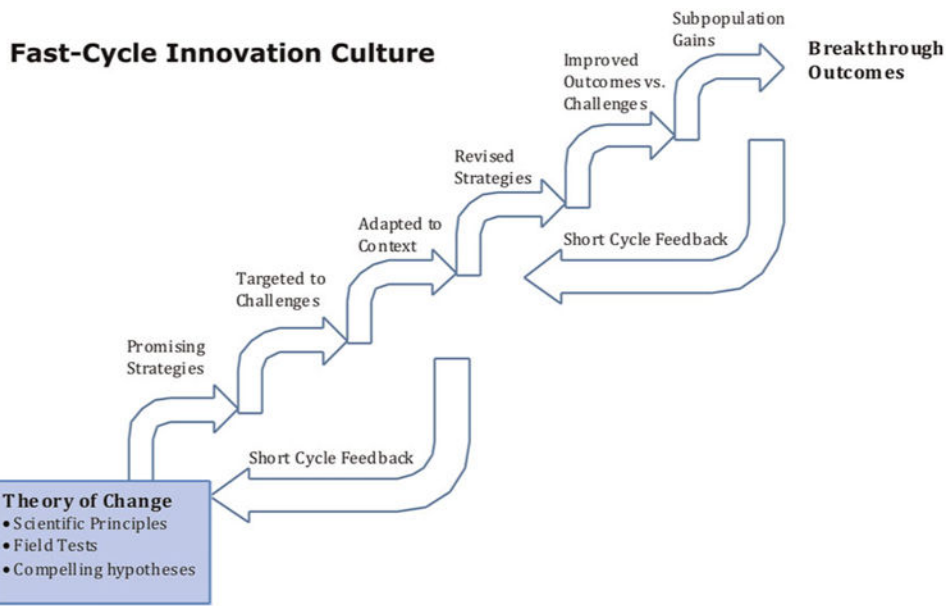 Fast-Cycle Innovation Culture
Subpopulation
Gains
Breakthrough
Outcomes
Improved
Outcomes vs.
Challenges
Revised
Strategies
Adapted to
Context
Short Cycle Feedback
Targeted to
Challenges
Promising
Strategies
Short Cycle Feedback
Theory of Change
• Scientific Principles
• Field Tests
• Compelling hypotheses